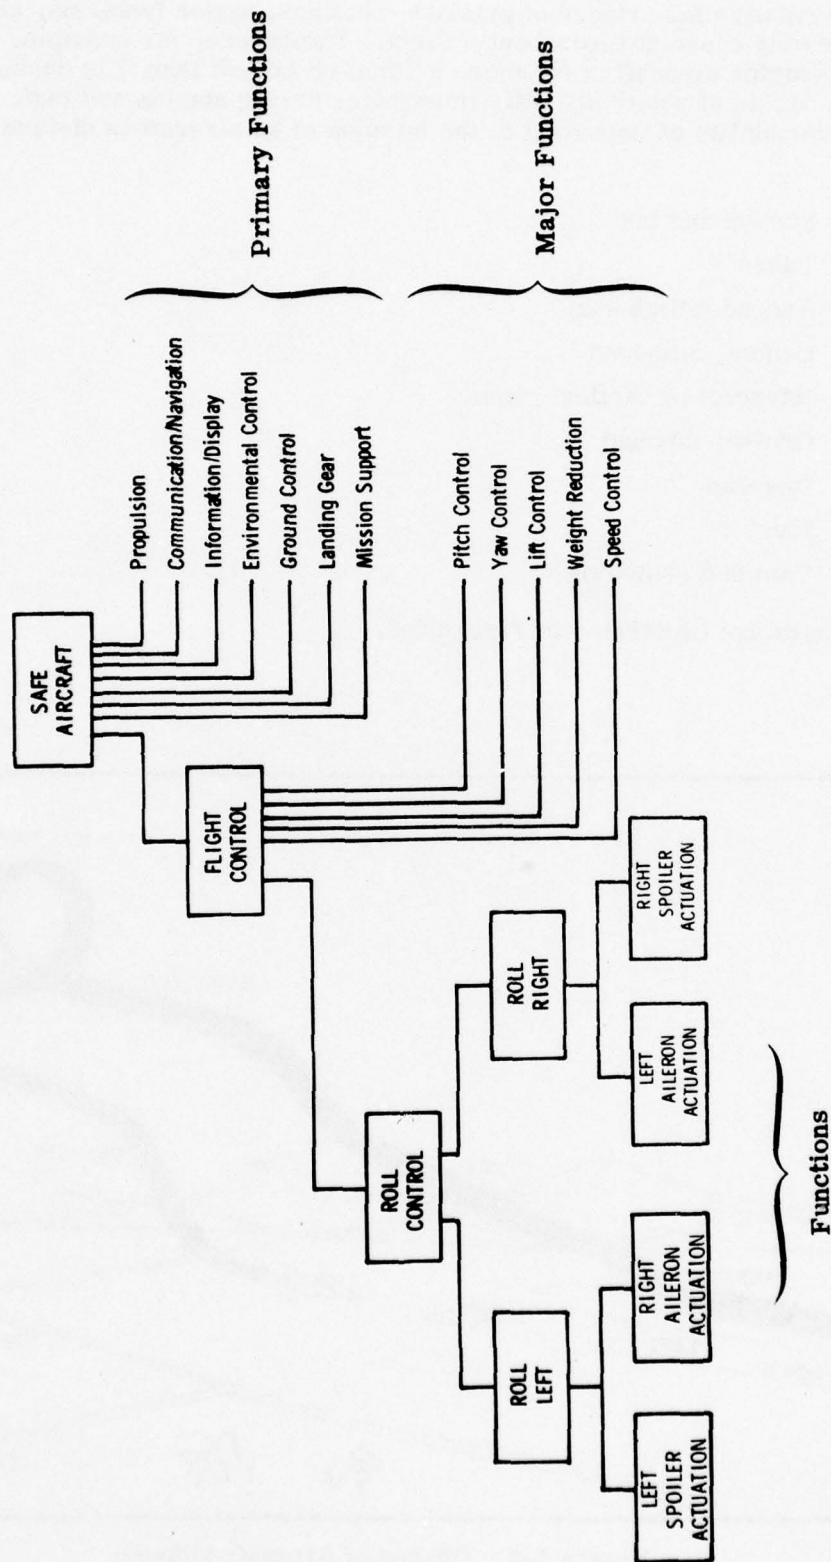 SAFE
AIRCRAFT
Propulsion
Communication/Navigation
Information/Display
Environmental Control
Ground Control
Landing Gear
Mission Support
Primary Functions
FLIGHT
CONTROL
Pitch Control
Yaw Control
Lift Control
Weight Reduction
Speed Control
Major Functions
ROLL
CONTROL
ROLL
LEFT
ROLL
RIGHT
LEFT
SPOILER
ACTUATION
RIGHT
AILERON
ACTUATION
LEFT
AILERON
ACTUATION
RIGHT
SPOILER
ACTUATION
Functions